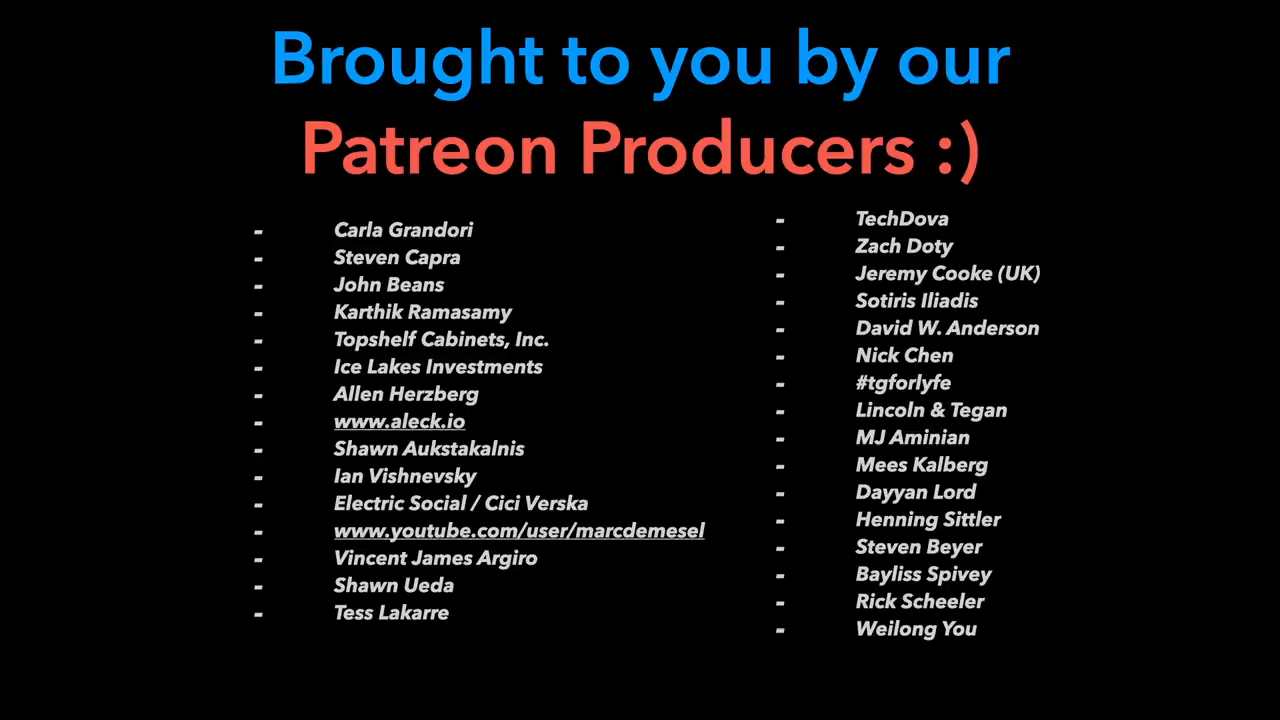 Brought to you by our
Patreon Producers :)
- Carla Grandori
- Steven Capra
- John Beans
- Karthik Ramasamy
- Topshelf Cabinets, Inc.
- Ice Lakes Investments
- Allen Herzberg
- www.aleck.io
- Shawn Aukstakalnis
- Ian Vishnevsky
- Electric Social / Cici Verska
- www.youtube.com/user/marcdemesel
- Vincent James Argiro
- Shawn Ueda
- Tess Lakarre
- TechDova
- Zach Doty
- Jeremy Cooke (UK)
- Sotiris Iliadis
- David W. Anderson
- Nick Chen
- #tgforlyfe
- Lincoln & Tegan
- MJ Aminian
- Mees Kalberg
- Dayyan Lord
- Henning Sittler
- Steven Beyer
- Bayliss Spivey
- Rick Scheeler
- Weilong You